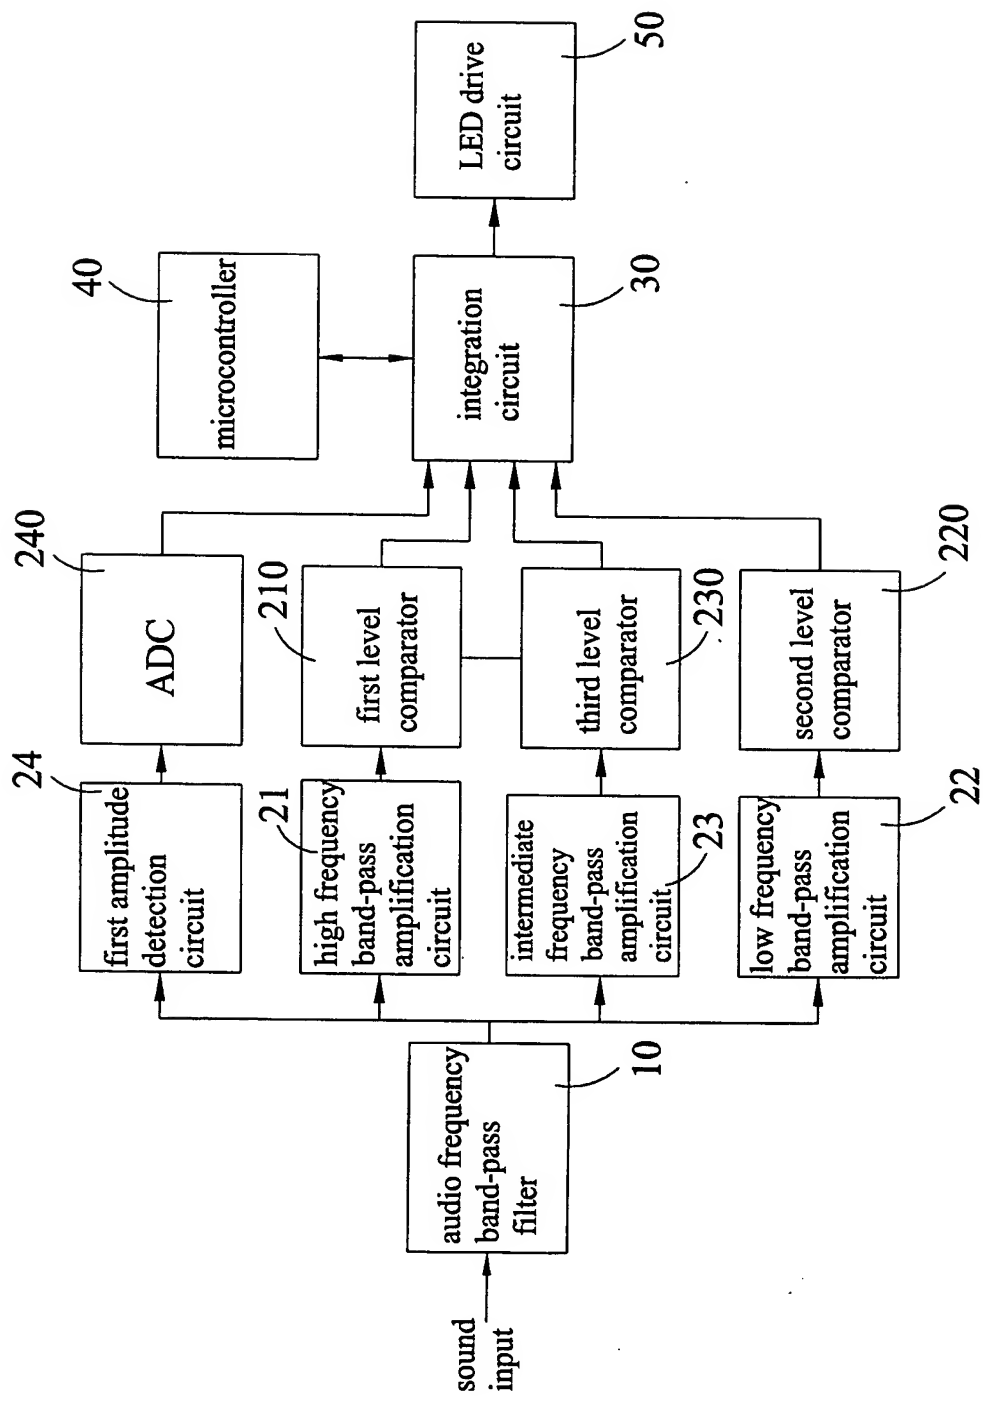 sound
input
audio frequency
band-pass
filter
10
first amplitude
detection
circuit
24
high frequency
band-pass
amplification
circuit
21
intermediate
frequency
band-pass
amplification
circuit
23
low frequency
band-pass
amplification
circuit
22
ADC
240
first level
comparator
210
third level
comparator
230
second level
comparator
220
microcontroller
40
integration
circuit
30
LED drive
circuit
50